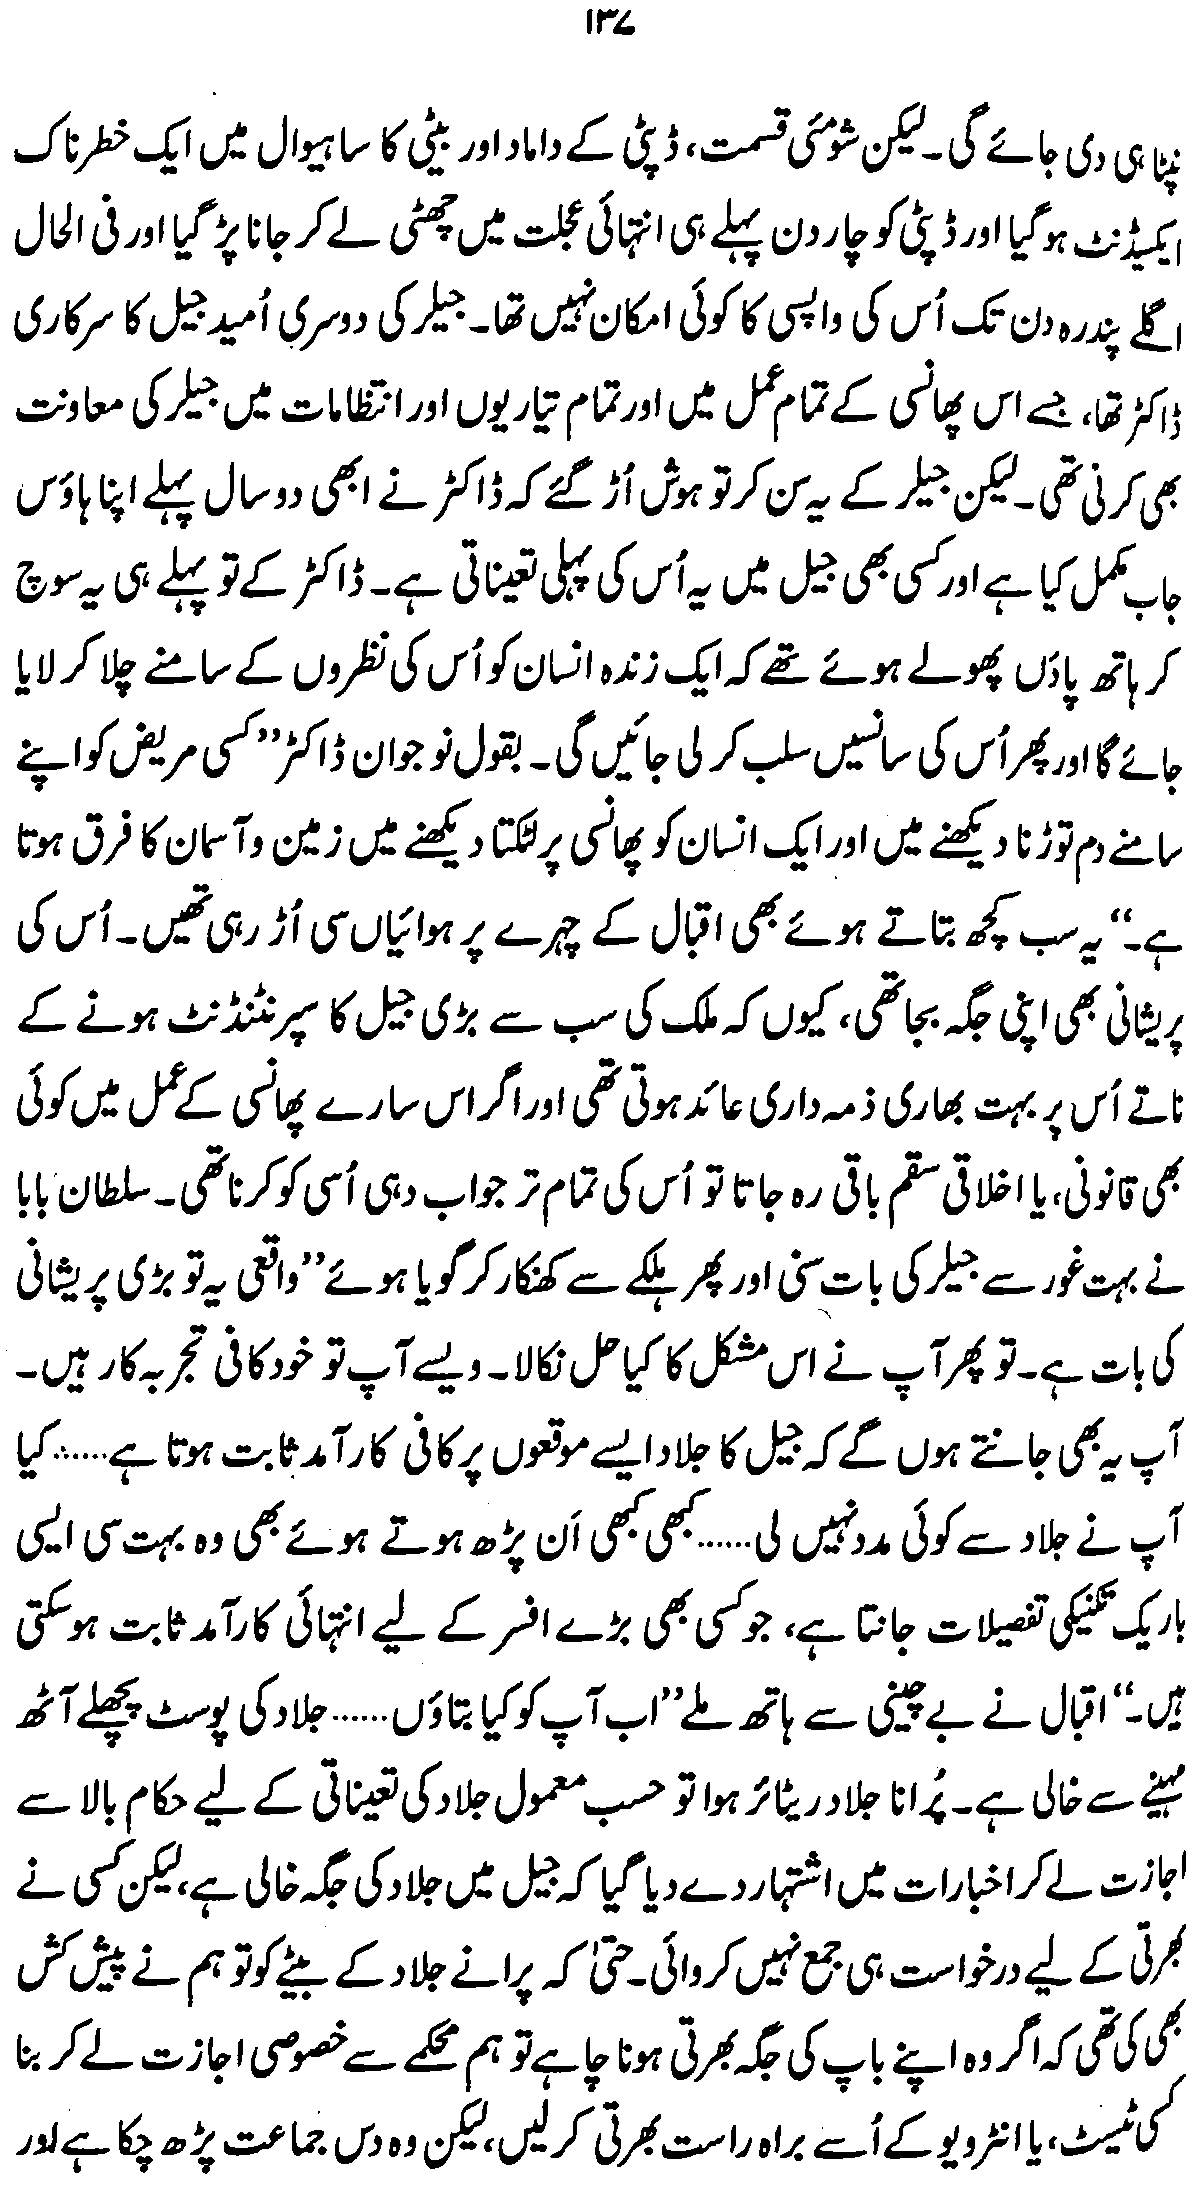 ۱۳۷
نپٹا ہی دی جائے گی۔ لیکن شومئی قسمت، ڈپٹی کے داماد اور بیٹی کا ساہیوال میں ایک خطرناک
ایکسیڈنٹ ہو گیا اور ڈپٹی کو چار دن پہلے ہی انتہائی عجلت میں چھٹی لے کر جانا پڑ گیا اور فی الحال
اگلے پندرہ دن تک اُس کی واپسی کا کوئی امکان نہیں تھا۔ جیلر کی دوسری اُمید جیل کا سرکاری
ڈاکٹر تھا، جسے اس پھانسی کے تمام عمل میں اور تمام تیاریوں اور انتظامات میں جیلر کی معاونت
بھی کرنی تھی۔ لیکن جیلر کے یہ سن کر تو ہوش اُڑ گئے کہ ڈاکٹر نے ابھی دو سال پہلے اپنا ہاؤس
جاب مکمل کیا ہے اور کسی بھی جیل میں یہ اُس کی پہلی تعیناتی ہے۔ ڈاکٹر کے تو پہلے ہی یہ سوچ
کر ہاتھ پاؤں پھولے ہوئے تھے کہ ایک زندہ انسان کو اُس کی نظروں کے سامنے چلا کر لایا
جائے گا اور پھر اُس کی سانسیں سلب کر لی جائیں گی۔ بقول نوجوان ڈاکٹر ”کسی مریض کو اپنے
سامنے دم توڑنا دیکھنے میں اور ایک انسان کو پھانسی پر لٹکتا دیکھنے میں زمین و آسمان کا فرق ہوتا
ہے۔“ یہ سب کچھ بتاتے ہوئے بھی اقبال کے چہرے پر ہوائیاں سی اُڑ رہی تھیں۔ اُس کی
پریشانی بھی اپنی جگہ بجا تھی، کیوں کہ ملک کی سب سے بڑی جیل کا سپرنٹنڈنٹ ہونے کے
ناتے اُس پر بہت بھاری ذمہ داری عائد ہوتی تھی اور اگر اس سارے پھانسی کے عمل میں کوئی
بھی قانونی، یا اخلاقی سقم باقی رہ جاتا تو اُس کی تمام تر جواب دہی اُسی کو کرنا تھی۔ سلطان بابا
نے بہت غور سے جیلر کی بات سنی اور پھر ہلکے سے کھنکار کر گویا ہوئے ”واقعی یہ تو بڑی پریشانی
کی بات ہے۔ تو پھر آپ نے اس مشکل کا کیا حل نکالا۔ ویسے آپ تو خود کافی تجربہ کار ہیں۔
آپ یہ بھی جانتے ہوں گے کہ جیل کا جلاد ایسے موقعوں پر کافی کارآمد ثابت ہوتا ہے...... کیا
آپ نے جلاد سے کوئی مدد نہیں لی...... کبھی کبھی اَن پڑھ ہوتے ہوئے بھی وہ بہت سی ایسی
باریک تکنیکی تفصیلات جانتا ہے، جو کسی بھی بڑے افسر کے لیے انتہائی کارآمد ثابت ہو سکتی
ہیں۔“ اقبال نے بے چینی سے ہاتھ ملے ”اب آپ کو کیا بتاؤں...... جلاد کی پوسٹ پچھلے آٹھ
مہینے سے خالی ہے۔ پُرانا جلاد ریٹائر ہوا تو حسب معمول جلاد کی تعیناتی کے لیے حکام بالا سے
اجازت لے کر اخبارات میں اشتہار دے دیا گیا کہ جیل میں جلاد کی جگہ خالی ہے، لیکن کسی نے
بھرتی کے لیے درخواست ہی جمع نہیں کروائی۔ حتیٰ کہ پرانے جلاد کے بیٹے کو تو ہم نے پیش کش
بھی کی تھی کہ اگر وہ اپنے باپ کی جگہ بھرتی ہونا چاہے تو ہم محکمے سے خصوصی اجازت لے کر بنا
کسی ٹیسٹ، یا انٹرویو کے اُسے براہ راست بھرتی کر لیں، لیکن وہ دس جماعت پڑھ چکا ہے اور